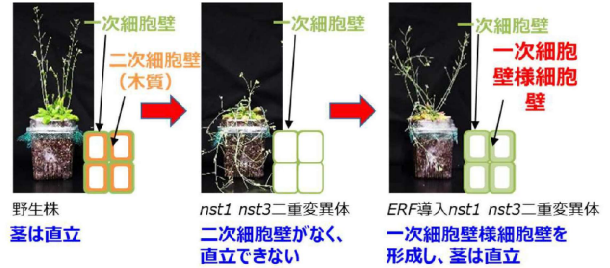 一次細胞壁
二次細胞壁
（木質）
野生株
茎は直立
一次細胞壁
nst1 nst3二重変異体
二次細胞壁がなく、
直立できない
一次細胞壁
一次細胞
壁様細胞
壁
ERF導入nst1 nst3二重変異体
一次細胞壁様細胞壁を
形成し、茎は直立